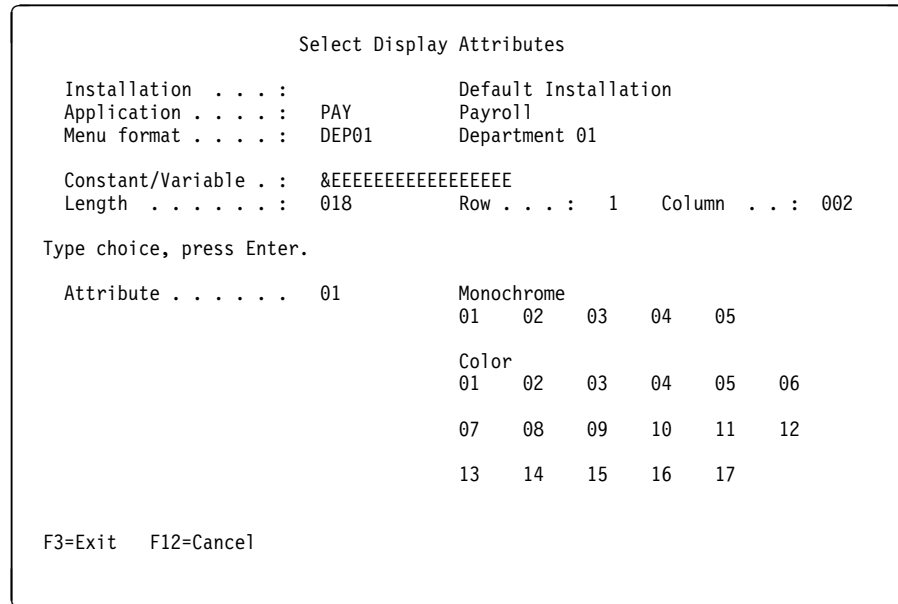 Select Display Attributes
Installation . . . : Default Installation
Application . . . . : PAY Payroll
Menu format . . . . : DEP01 Department 01
Constant/Variable . : &EEEEEEEEEEEEEEEEE
Length . . . . . . : 018 Row . . . : 1 Column . . : 002
Type choice, press Enter.
Attribute . . . . . . 01 Monochrome
01 02 03 04 05
Color
01 02 03 04 05 06
07 08 09 10 11 12
13 14 15 16 17
F3=Exit F12=Cancel